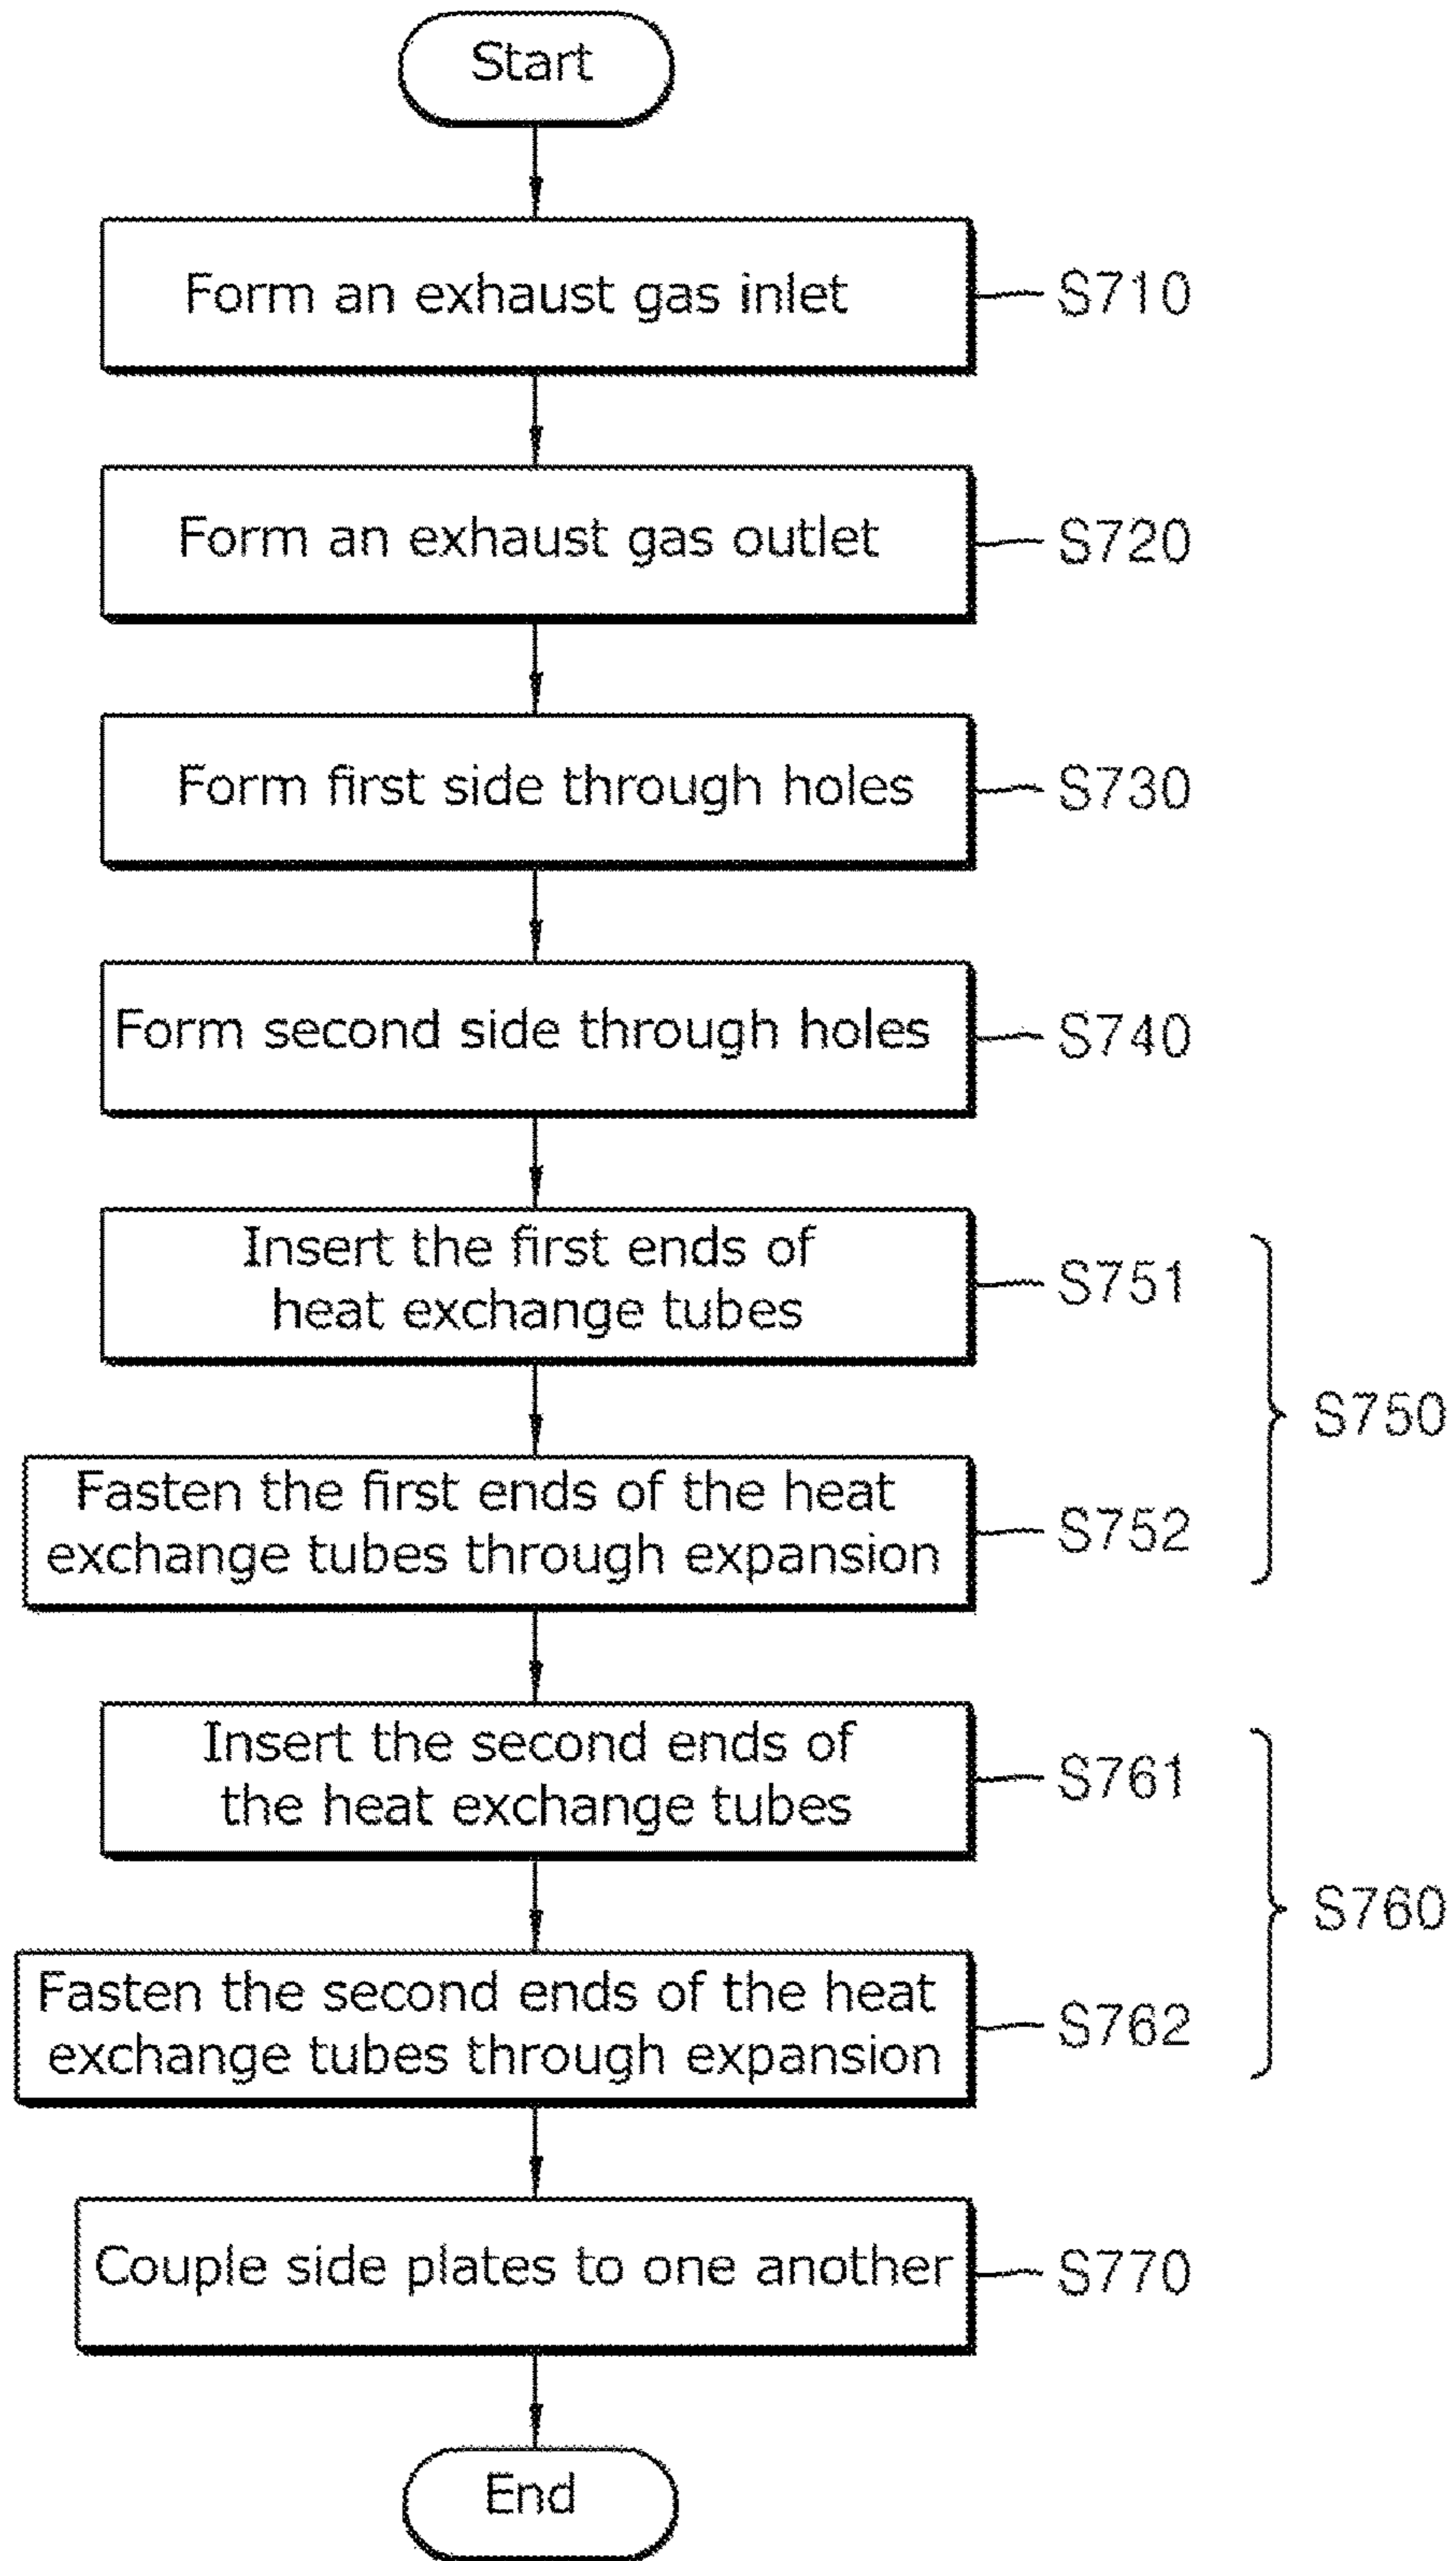 Start
Form an exhaust gas inlet
S710
Form an exhaust gas outlet
S720
Form first side through holes
S730
Form second side through holes
S740
Insert the first ends of
heat exchange tubes
S751
Fasten the first ends of the heat
exchange tubes through expansion
S752
S750
Insert the second ends of
the heat exchange tubes
S761
Fasten the second ends of the heat
exchange tubes through expansion
S762
S760
Couple side plates to one another
S770
End